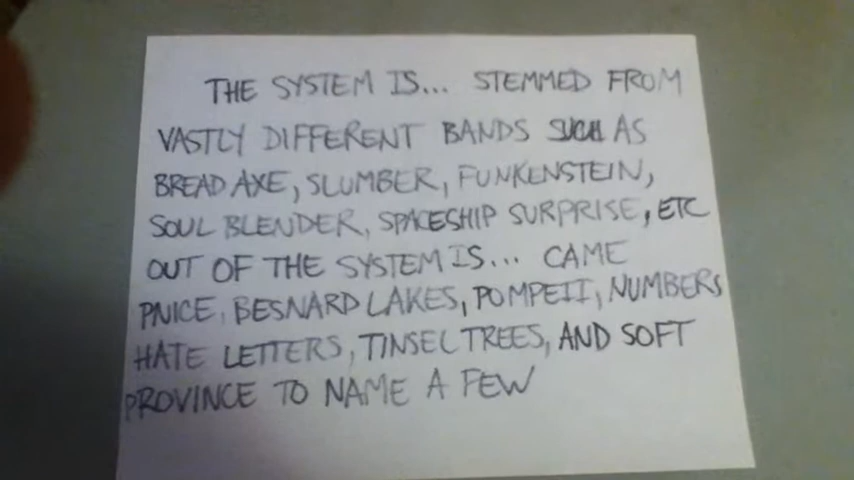 THE SYSTEM IS... STEMMED FROM
VASTLY DIFFERENT BANDS SUCH AS
BREAD AXE, SLUMBER, FUNKENSTEIN,
SOUL BLENDER, SPACESHIP SURPRISE, ETC
OUT OF THE SYSTEM IS... CAME
PNICE, BESNARD LAKES, POMPEII, NUMBERS
HATE LETTERS, TINSEL TREES, AND SOFT
PROVINCE TO NAME A FEW